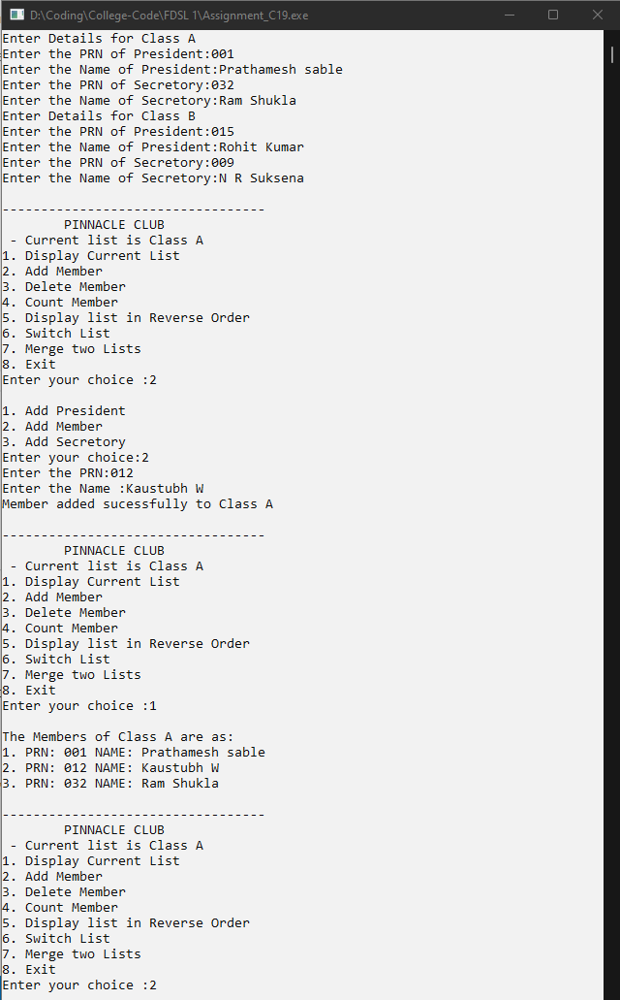 D:\Coding\College-Code\FDSL 1\Assignment_C19.exe
Enter Details for Class A
Enter the PRN of President:001
Enter the Name of President:Prathamesh sable
Enter the PRN of Secretory:032
Enter the Name of Secretory:Ram Shukla
Enter Details for Class B
Enter the PRN of President:015
Enter the Name of President:Rohit Kumar
Enter the PRN of Secretory:009
Enter the Name of Secretory:N R Suksena

----------------------------------
        PINNACLE CLUB
 - Current list is Class A
1. Display Current List
2. Add Member
3. Delete Member
4. Count Member
5. Display list in Reverse Order
6. Switch List
7. Merge two Lists
8. Exit
Enter your choice :2

1. Add President
2. Add Member
3. Add Secretory
Enter your choice:2
Enter the PRN:012
Enter the Name :Kaustubh W
Member added sucessfully to Class A

----------------------------------
        PINNACLE CLUB
 - Current list is Class A
1. Display Current List
2. Add Member
3. Delete Member
4. Count Member
5. Display list in Reverse Order
6. Switch List
7. Merge two Lists
8. Exit
Enter your choice :1

The Members of Class A are as:
1. PRN: 001 NAME: Prathamesh sable
2. PRN: 012 NAME: Kaustubh W
3. PRN: 032 NAME: Ram Shukla

----------------------------------
        PINNACLE CLUB
 - Current list is Class A
1. Display Current List
2. Add Member
3. Delete Member
4. Count Member
5. Display list in Reverse Order
6. Switch List
7. Merge two Lists
8. Exit
Enter your choice :2